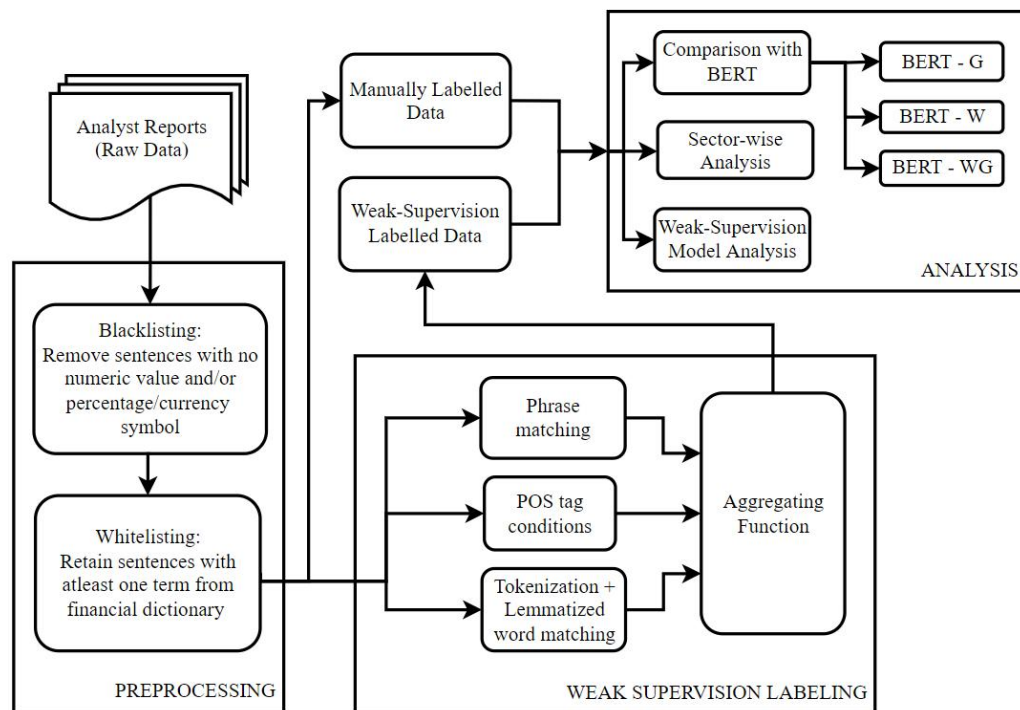 Analyst Reports
(Raw Data)
Blacklisting:
Remove sentences with no
numeric value and/or
percentage/currency
symbol
Whitelisting:
Retain sentences with
atleast one term from
financial dictionary
PREPROCESSING
Manually Labelled
Data
Weak-Supervision
Labelled Data
Phrase
matching
POS tag
conditions
Tokenization +
Lemmatized
word matching
Aggregating
Function
WEAK SUPERVISION LABELING
Comparison with
BERT
Sector-wise
Analysis
Weak-Supervision
Model Analysis
BERT - G
BERT - W
BERT - WG
ANALYSIS